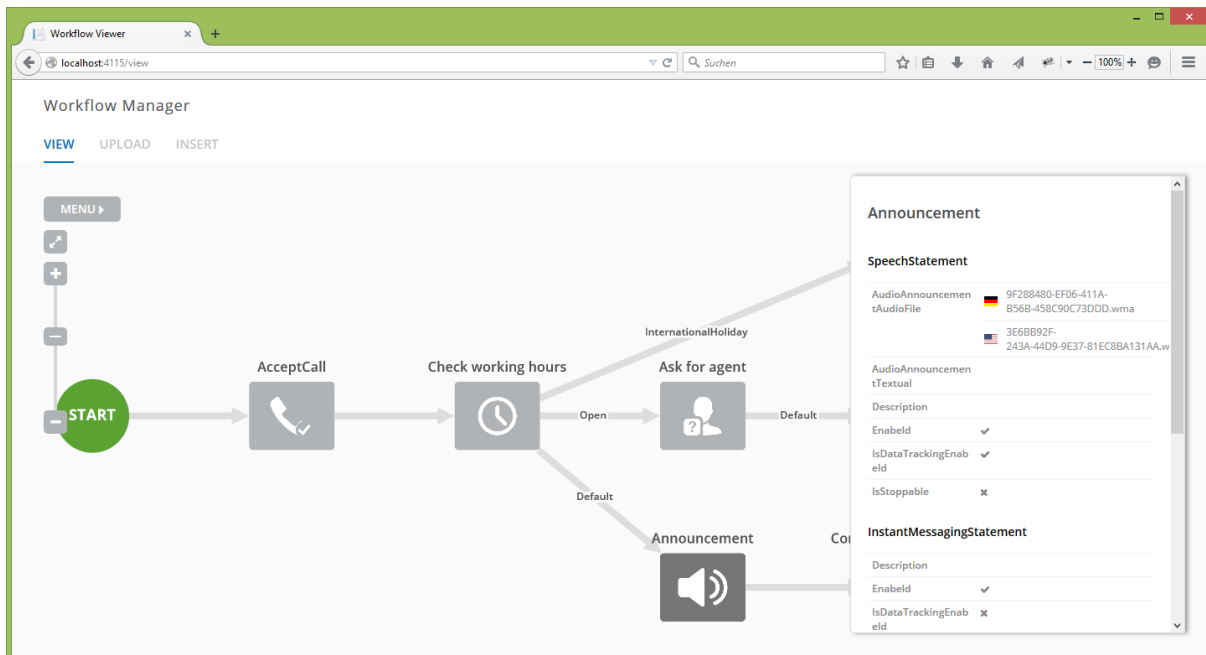 Workflow Viewer
localhost:4115/view
Suchen
100%
Workflow Manager
VIEW UPLOAD INSERT
MENU
Announcement
SpeechStatement
AudioAnnouncemen
tAudioFile
9F288480-EF06-411A-
B56B-458C90C73DDD.wma
3E6BB92F-
243A-44D9-9E37-81EC8BA131AA.w
AudioAnnouncemen
tTextual
Description
Enabeld
IsDataTrackingEnab
eld
IsStoppable
InstantMessagingStatement
Description
Enabeld
IsDataTrackingEnab
eld
InternationalHoliday
AcceptCall
Check working hours
Ask for agent
START
Open
Default
Default
Announcement
Co